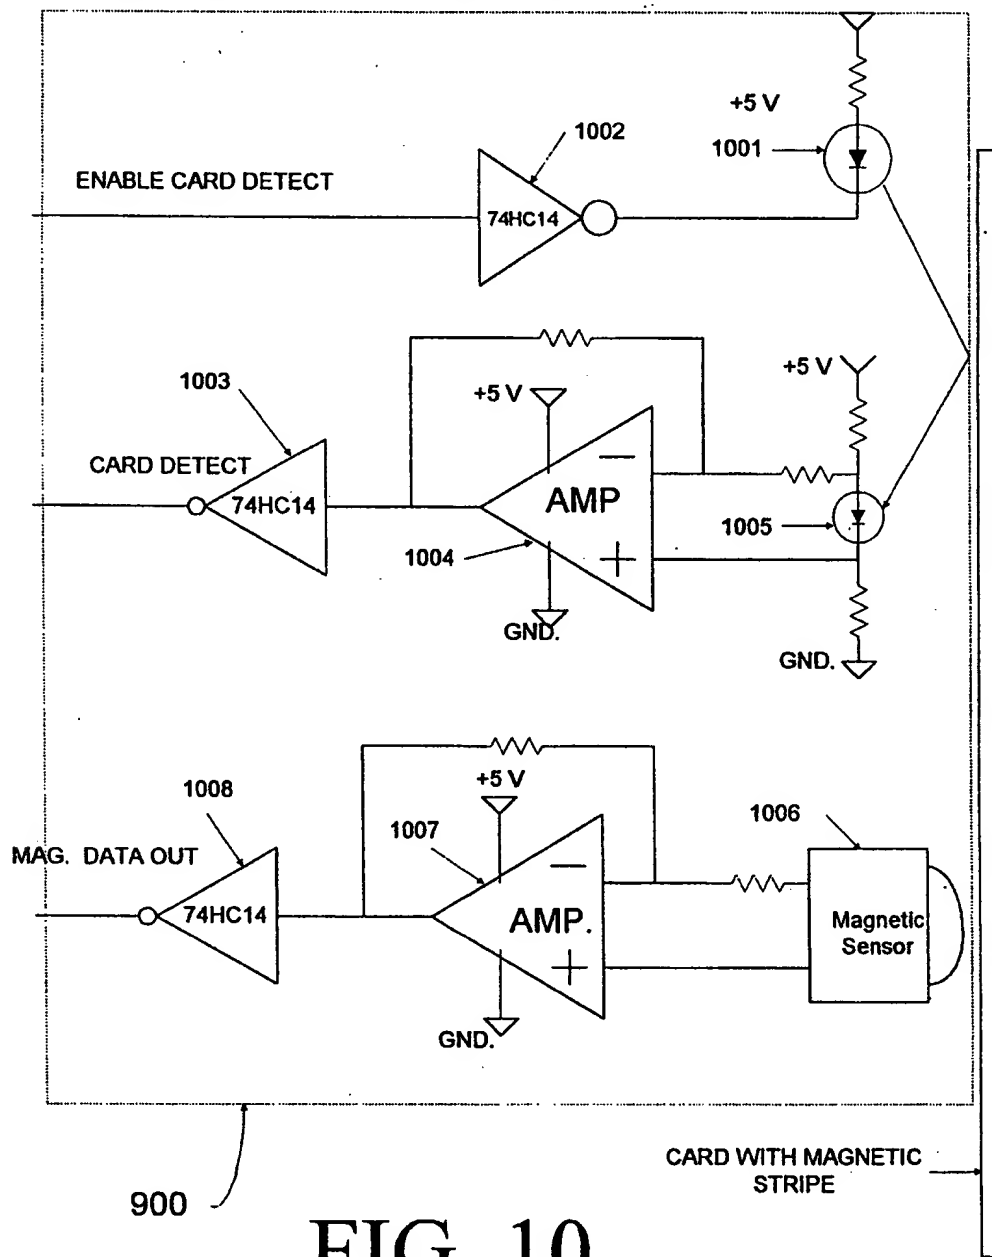 +5 V
1002
1001
ENABLE CARD DETECT
74HC14
+5 V
1003
+5 V
CARD DETECT
74HC14
AMP
−
+
1005
1004
GND.
GND.
+5 V
1008
1006
1007
MAG. DATA OUT
−
74HC14
AMP.
+
Magnetic
Sensor
GND.
CARD WITH MAGNETIC
STRIPE
900
FIG. 10